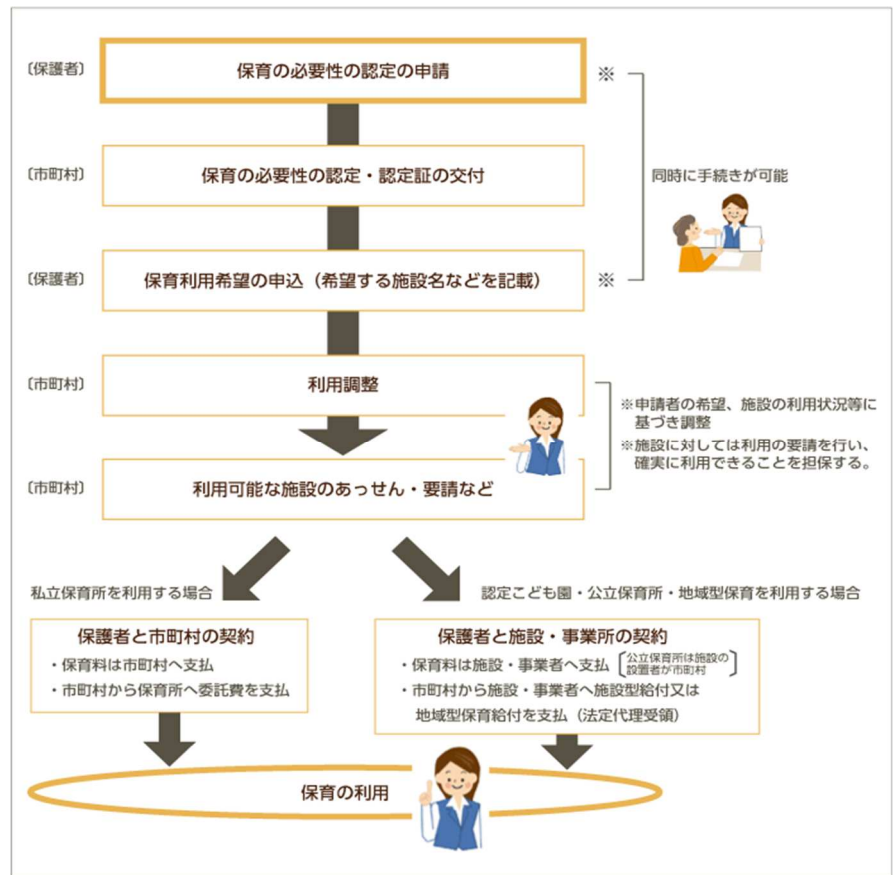 〔保護者〕 保育の必要性の認定の申請 ※
〔市町村〕 保育の必要性の認定・認定証の交付
同時に手続きが可能
〔保護者〕 保育利用希望の申込（希望する施設名などを記載） ※
〔市町村〕 利用調整
※申請者の希望、施設の利用状況等に
基づき調整
※施設に対しては利用の要請を行い、
確実に利用できることを担保する。
〔市町村〕 利用可能な施設のあっせん・要請など
私立保育所を利用する場合
保護者と市町村の契約
・保育料は市町村へ支払
・市町村から保育所へ委託費を支払
認定こども園・公立保育所・地域型保育を利用する場合
保護者と施設・事業所の契約
・保育料は施設・事業者へ支払〔公立保育所は施設の
設置者が市町村〕
・市町村から施設・事業者へ施設型給付又は
地域型保育給付を支払（法定代理受領）
保育の利用